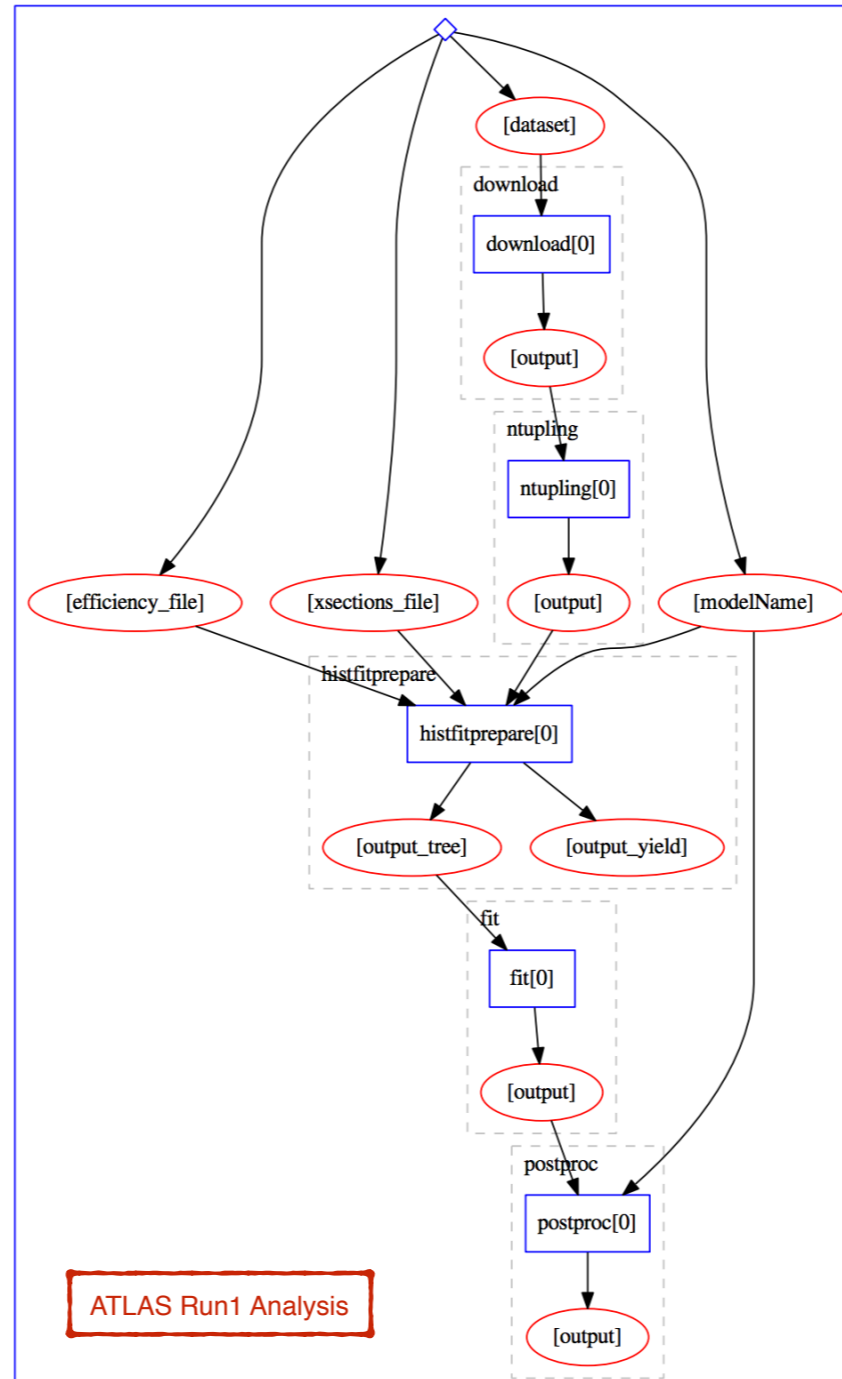 [dataset]
download
download[0]
[output]
ntupling
ntupling[0]
[efficiency_file]
[xsections_file]
[output]
[modelName]
histfitprepare
histfitprepare[0]
[output_tree]
[output_yield]
fit
fit[0]
[output]
postproc
postproc[0]
ATLAS Run1 Analysis
[output]